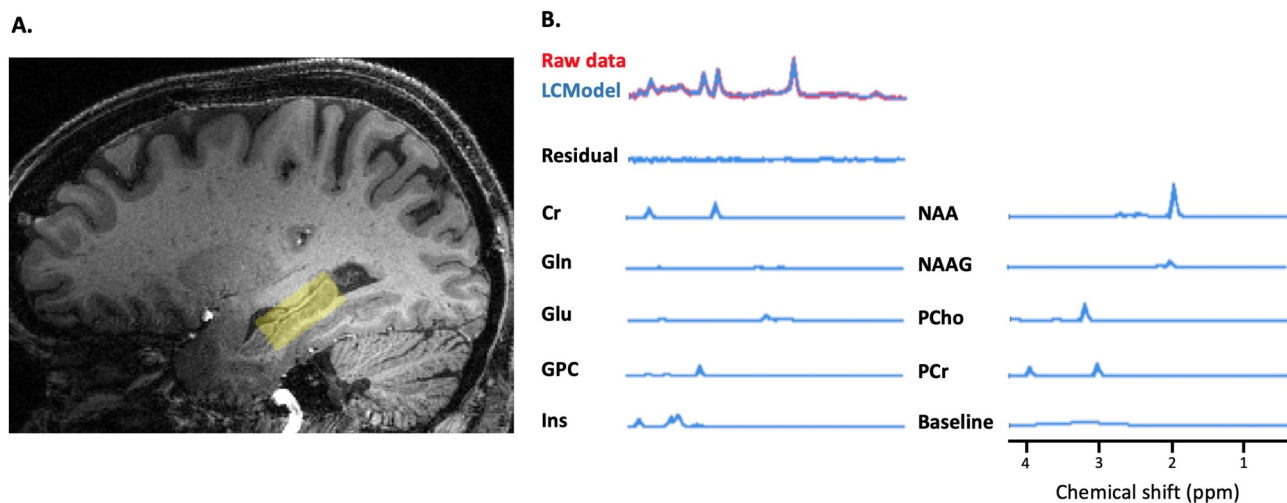 A.
B.
Raw data
LCModel
Residual
Cr
Gln
Glu
GPC
Ins
NAA
NAAG
PCho
PCr
Baseline
4 3 2 1
Chemical shift (ppm)